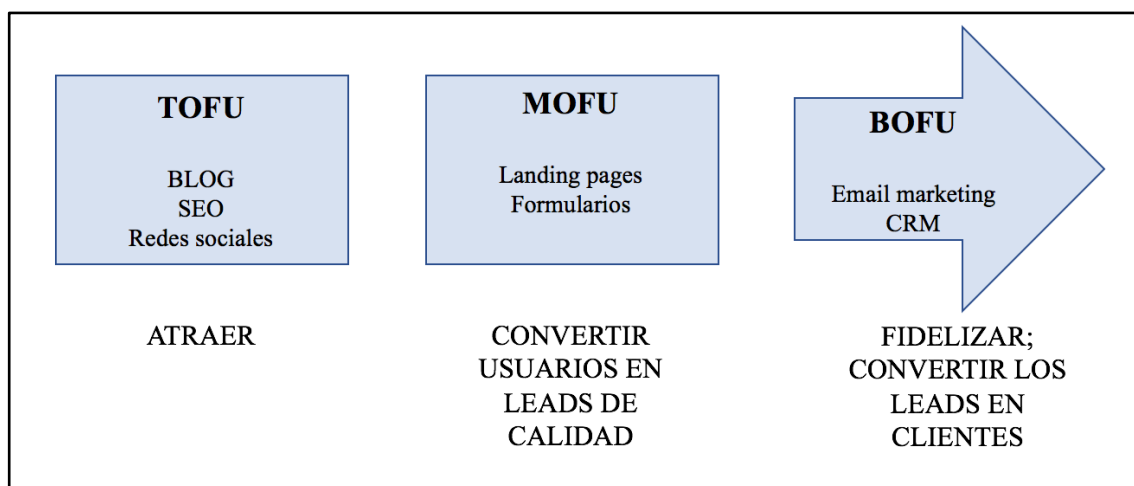 TOFU
BLOG
SEO
Redes sociales
ATRAER
MOFU
Landing pages
Formularios
CONVERTIR
USUARIOS EN
LEADS DE
CALIDAD
BOFU
Email marketing
CRM
FIDELIZAR;
CONVERTIR LOS
LEADS EN
CLIENTES